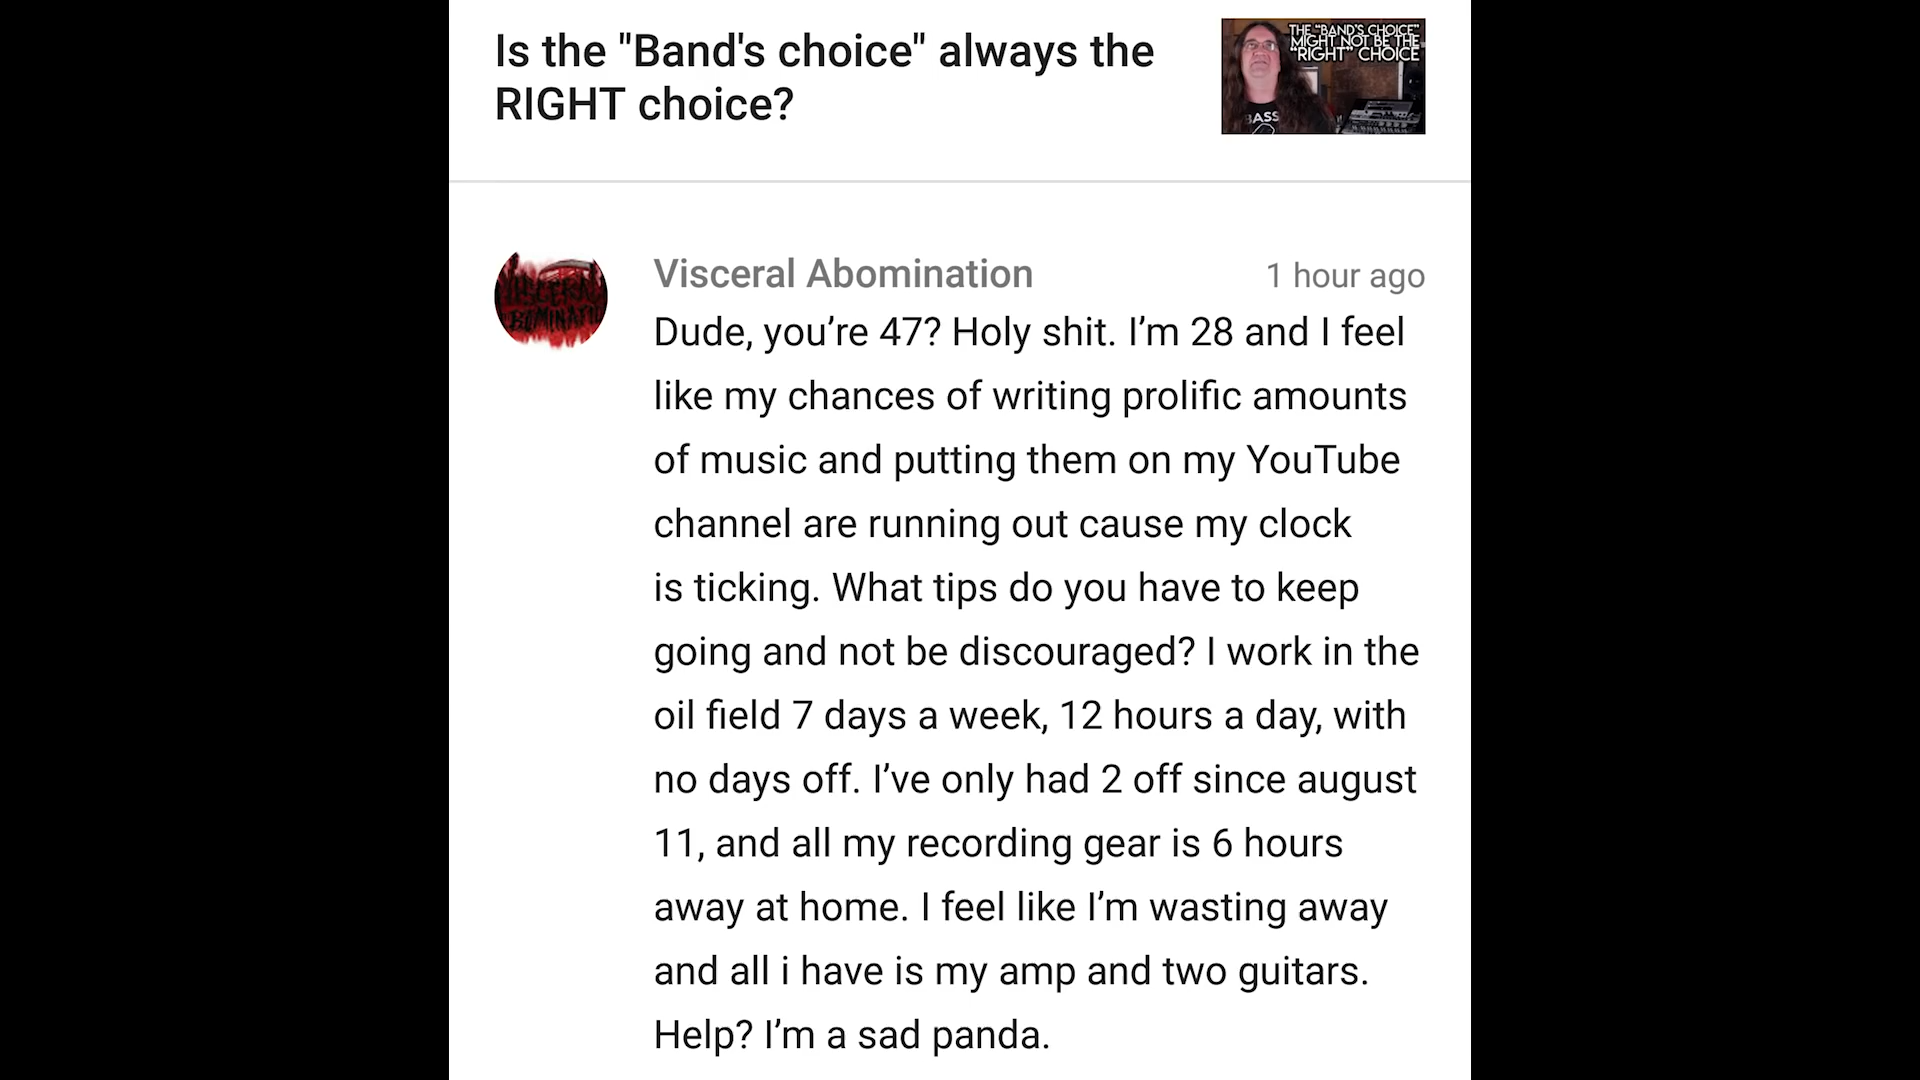 Is the "Band's choice" always the
RIGHT choice?
THE "BAND'S CHOICE"
MIGHT NOT BE THE
"RIGHT" CHOICE
BASS
VISCERAL
ABOMINATIO
Visceral Abomination
1 hour ago
Dude, you’re 47? Holy shit. I’m 28 and I feel
like my chances of writing prolific amounts
of music and putting them on my YouTube
channel are running out cause my clock
is ticking. What tips do you have to keep
going and not be discouraged? I work in the
oil field 7 days a week, 12 hours a day, with
no days off. I’ve only had 2 off since august
11, and all my recording gear is 6 hours
away at home. I feel like I’m wasting away
and all i have is my amp and two guitars.
Help? I’m a sad panda.